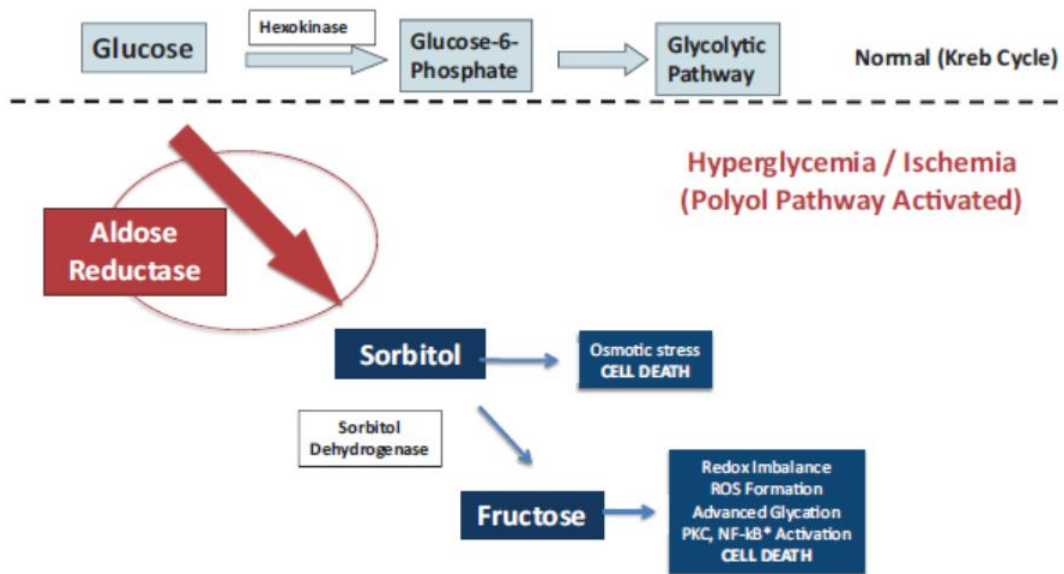 Glucose
Hexokinase
Glucose-6-
Phosphate
Glycolytic
Pathway
Normal (Kreb Cycle)
Hyperglycemia / Ischemia
(Polyol Pathway Activated)
Aldose
Reductase
Sorbitol
Osmotic stress
CELL DEATH
Sorbitol
Dehydrogenase
Fructose
Redox Imbalance
ROS Formation
Advanced Glycation
PKC, NF-kB* Activation
CELL DEATH